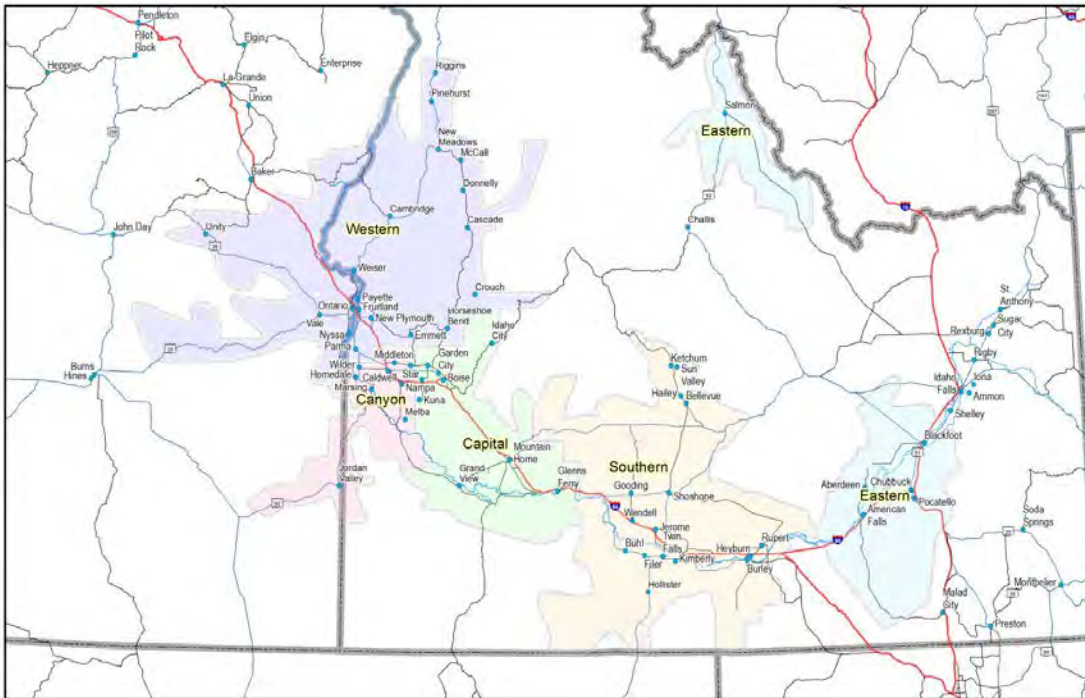 Pendleton
Pilot
Rock
Elgin
Heppner
Enterprise
La-Grande
Union
Baker
John Day
Unity
Burns
Hines
Riggins
Pinehurst
New
Meadows
McCall
Donnelly
Cambridge
Western
Cascade
Weiser
Crouch
Payette
Ontario
Fruitland
Vale
New Plymouth
Horseshoe
Bend
Idaho
City
Nyssa
Emmett
Parma
Middleton
Garden
City
Wilder
Star
Homedale
Caldwell
Boise
Marsing
Nampa
Canyon
Kuna
Melba
Capital
Mountain
Home
Jordan
Valley
Grand
View
Glenns
Ferry
Salmon
Eastern
Challis
Ketchum
Sun
Valley
Hailey
Bellevue
Southern
Gooding
Shoshone
Wendell
Jerome
Twin
Falls
Buhl
Filer
Kimberly
Heyburn
Rupert
Burley
Hollister
St.
Anthony
Sugar
City
Rexburg
Rigby
Idaho
Falls
Iona
Ammon
Shelley
Blackfoot
Aberdeen
Chubbuck
Eastern
Pocatello
American
Falls
Soda
Springs
Montpelier
Malad
City
Preston